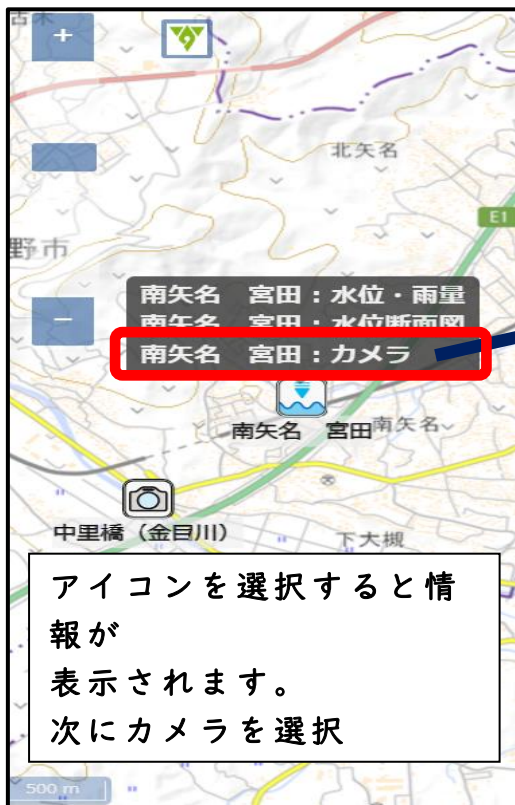 +
北矢名
E1
野市
南矢名　宮田：水位・雨量
南矢名　宮田：水位断面図
－
南矢名　宮田：カメラ
南矢名　宮田
南矢名
中里橋（金目川）
下大槻
アイコンを選択すると情
報が
表示されます。
次にカメラを選択
500 m